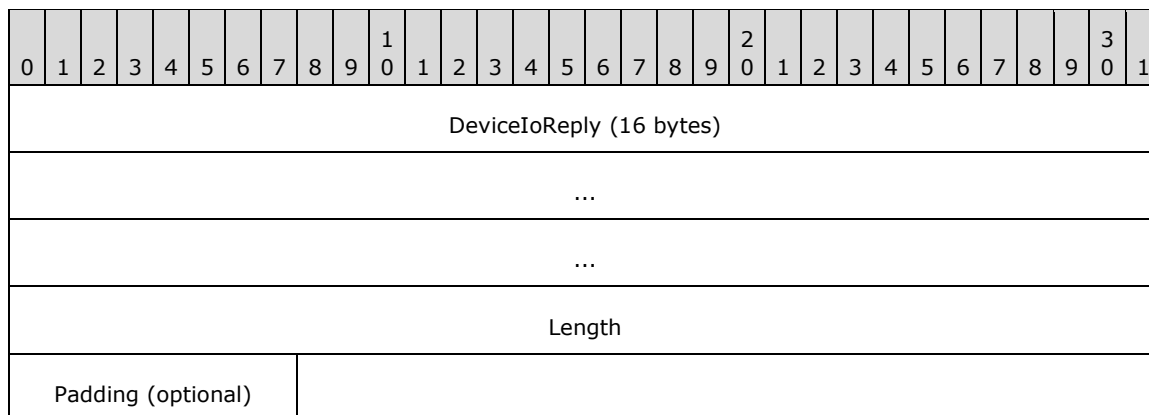 1 2 3
0 1 2 3 4 5 6 7 8 9 0 1 2 3 4 5 6 7 8 9 0 1 2 3 4 5 6 7 8 9 0 1
DeviceIoReply (16 bytes)
...
...
Length
Padding (optional)